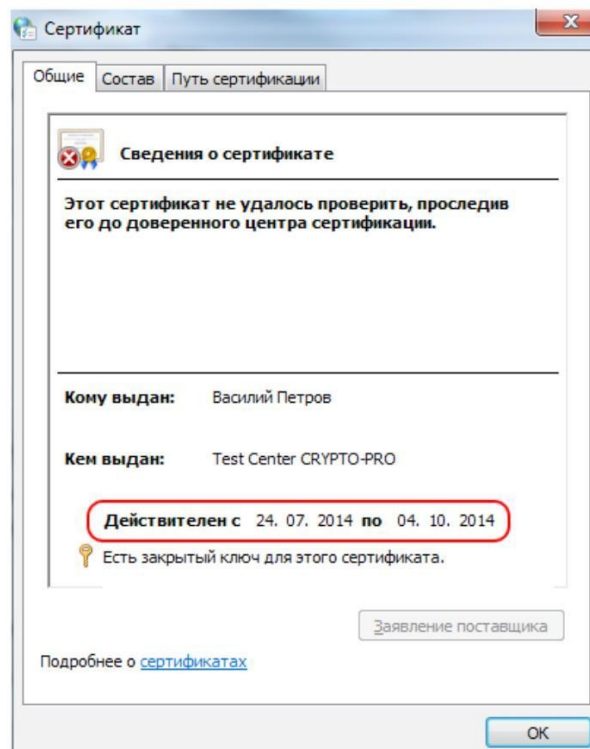 Сертификат
Общие Состав Путь сертификации
Сведения о сертификате
Этот сертификат не удалось проверить, проследив
его до доверенного центра сертификации.
Кому выдан: Василий Петров
Кем выдан: Test Center CRYPTO-PRO
Действителен с 24. 07. 2014 по 04. 10. 2014
Есть закрытый ключ для этого сертификата.
Заявление поставщика
Подробнее о сертификатах
ОК